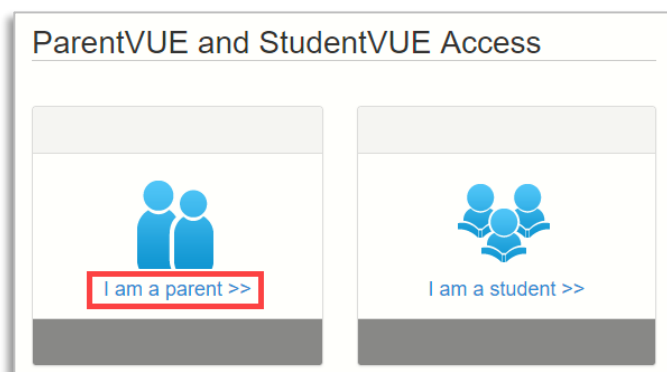 ParentVUE and StudentVUE Access
I am a parent >>
I am a student >>